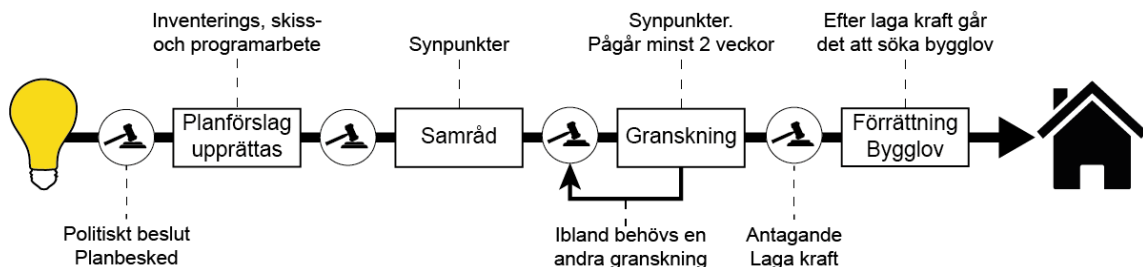 Inventerings, skiss-
och programarbete
Synpunkter
Synpunkter.
Pågår minst 2 veckor
Efter laga kraft går
det att söka bygglov
Planförslag
upprättas
Samråd
Granskning
Förrättning
Bygglov
Politiskt beslut
Planbesked
Ibland behövs en
andra granskning
Antagande
Laga kraft